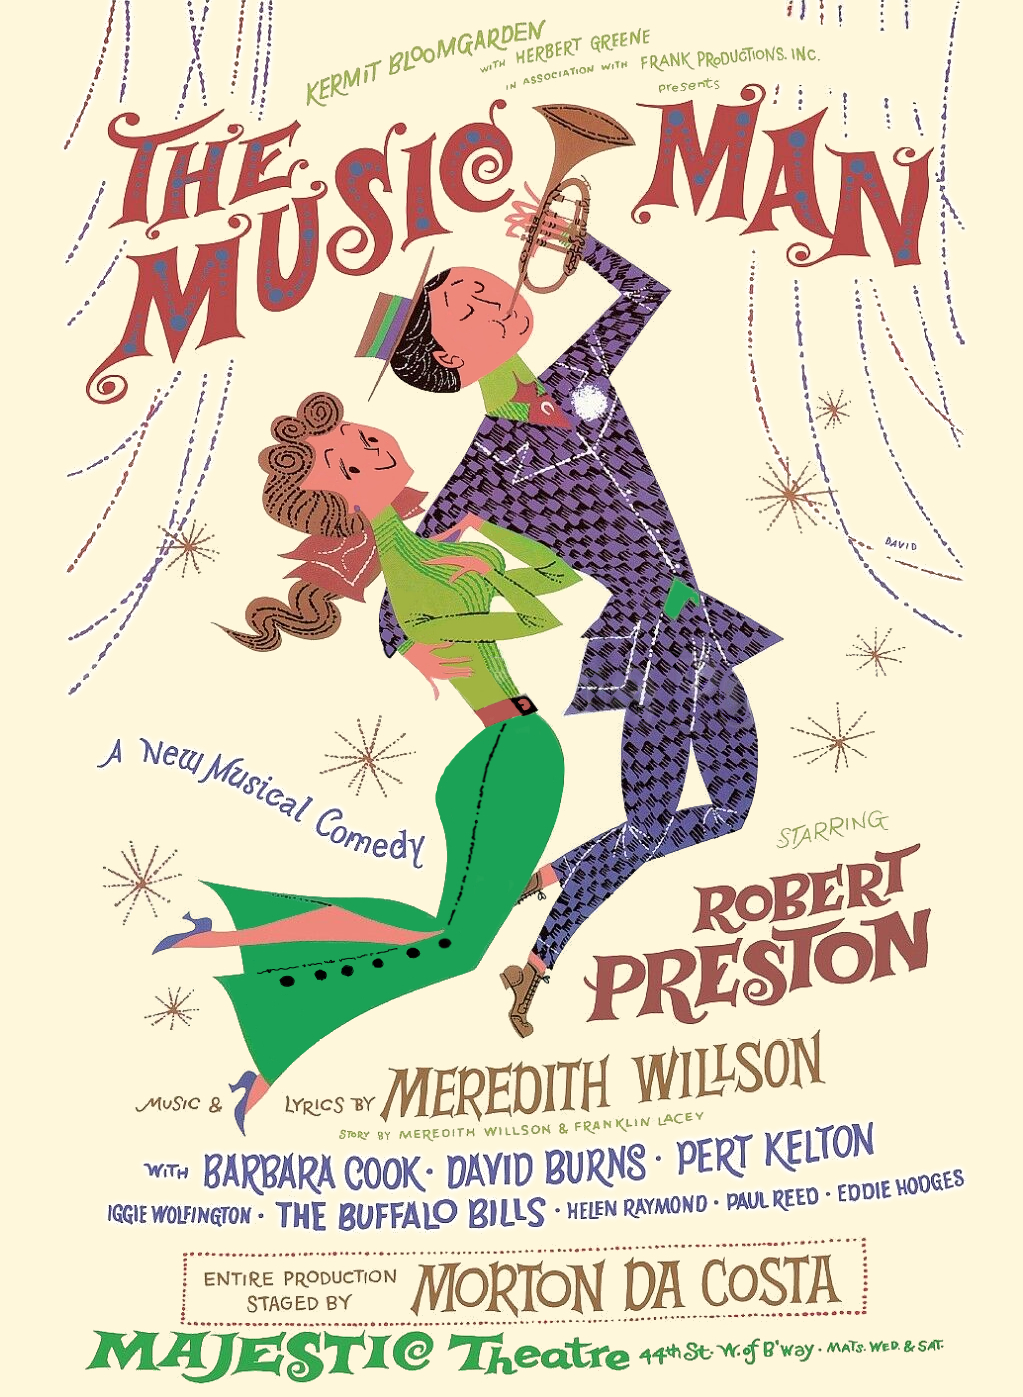 KERMIT BLOOMGARDEN
WITH HERBERT GREENE
IN ASSOCIATION WITH FRANK PRODUCTIONS, INC.
presents
THE MUSIC MAN
DAVID
A New Musical Comedy
STARRING
ROBERT
PRESTON
MUSIC & LYRICS BY MEREDITH WILLSON
STORY BY MEREDITH WILLSON & FRANKLIN LACEY
WITH BARBARA COOK · DAVID BURNS · PERT KELTON
IGGIE WOLFINGTON · THE BUFFALO BILLS · HELEN RAYMOND · PAUL REED · EDDIE HODGES
ENTIRE PRODUCTION
STAGED BY
MORTON DA COSTA
MAJESTIC Theatre 44th St. W. of B'way · MATS. WED. & SAT.